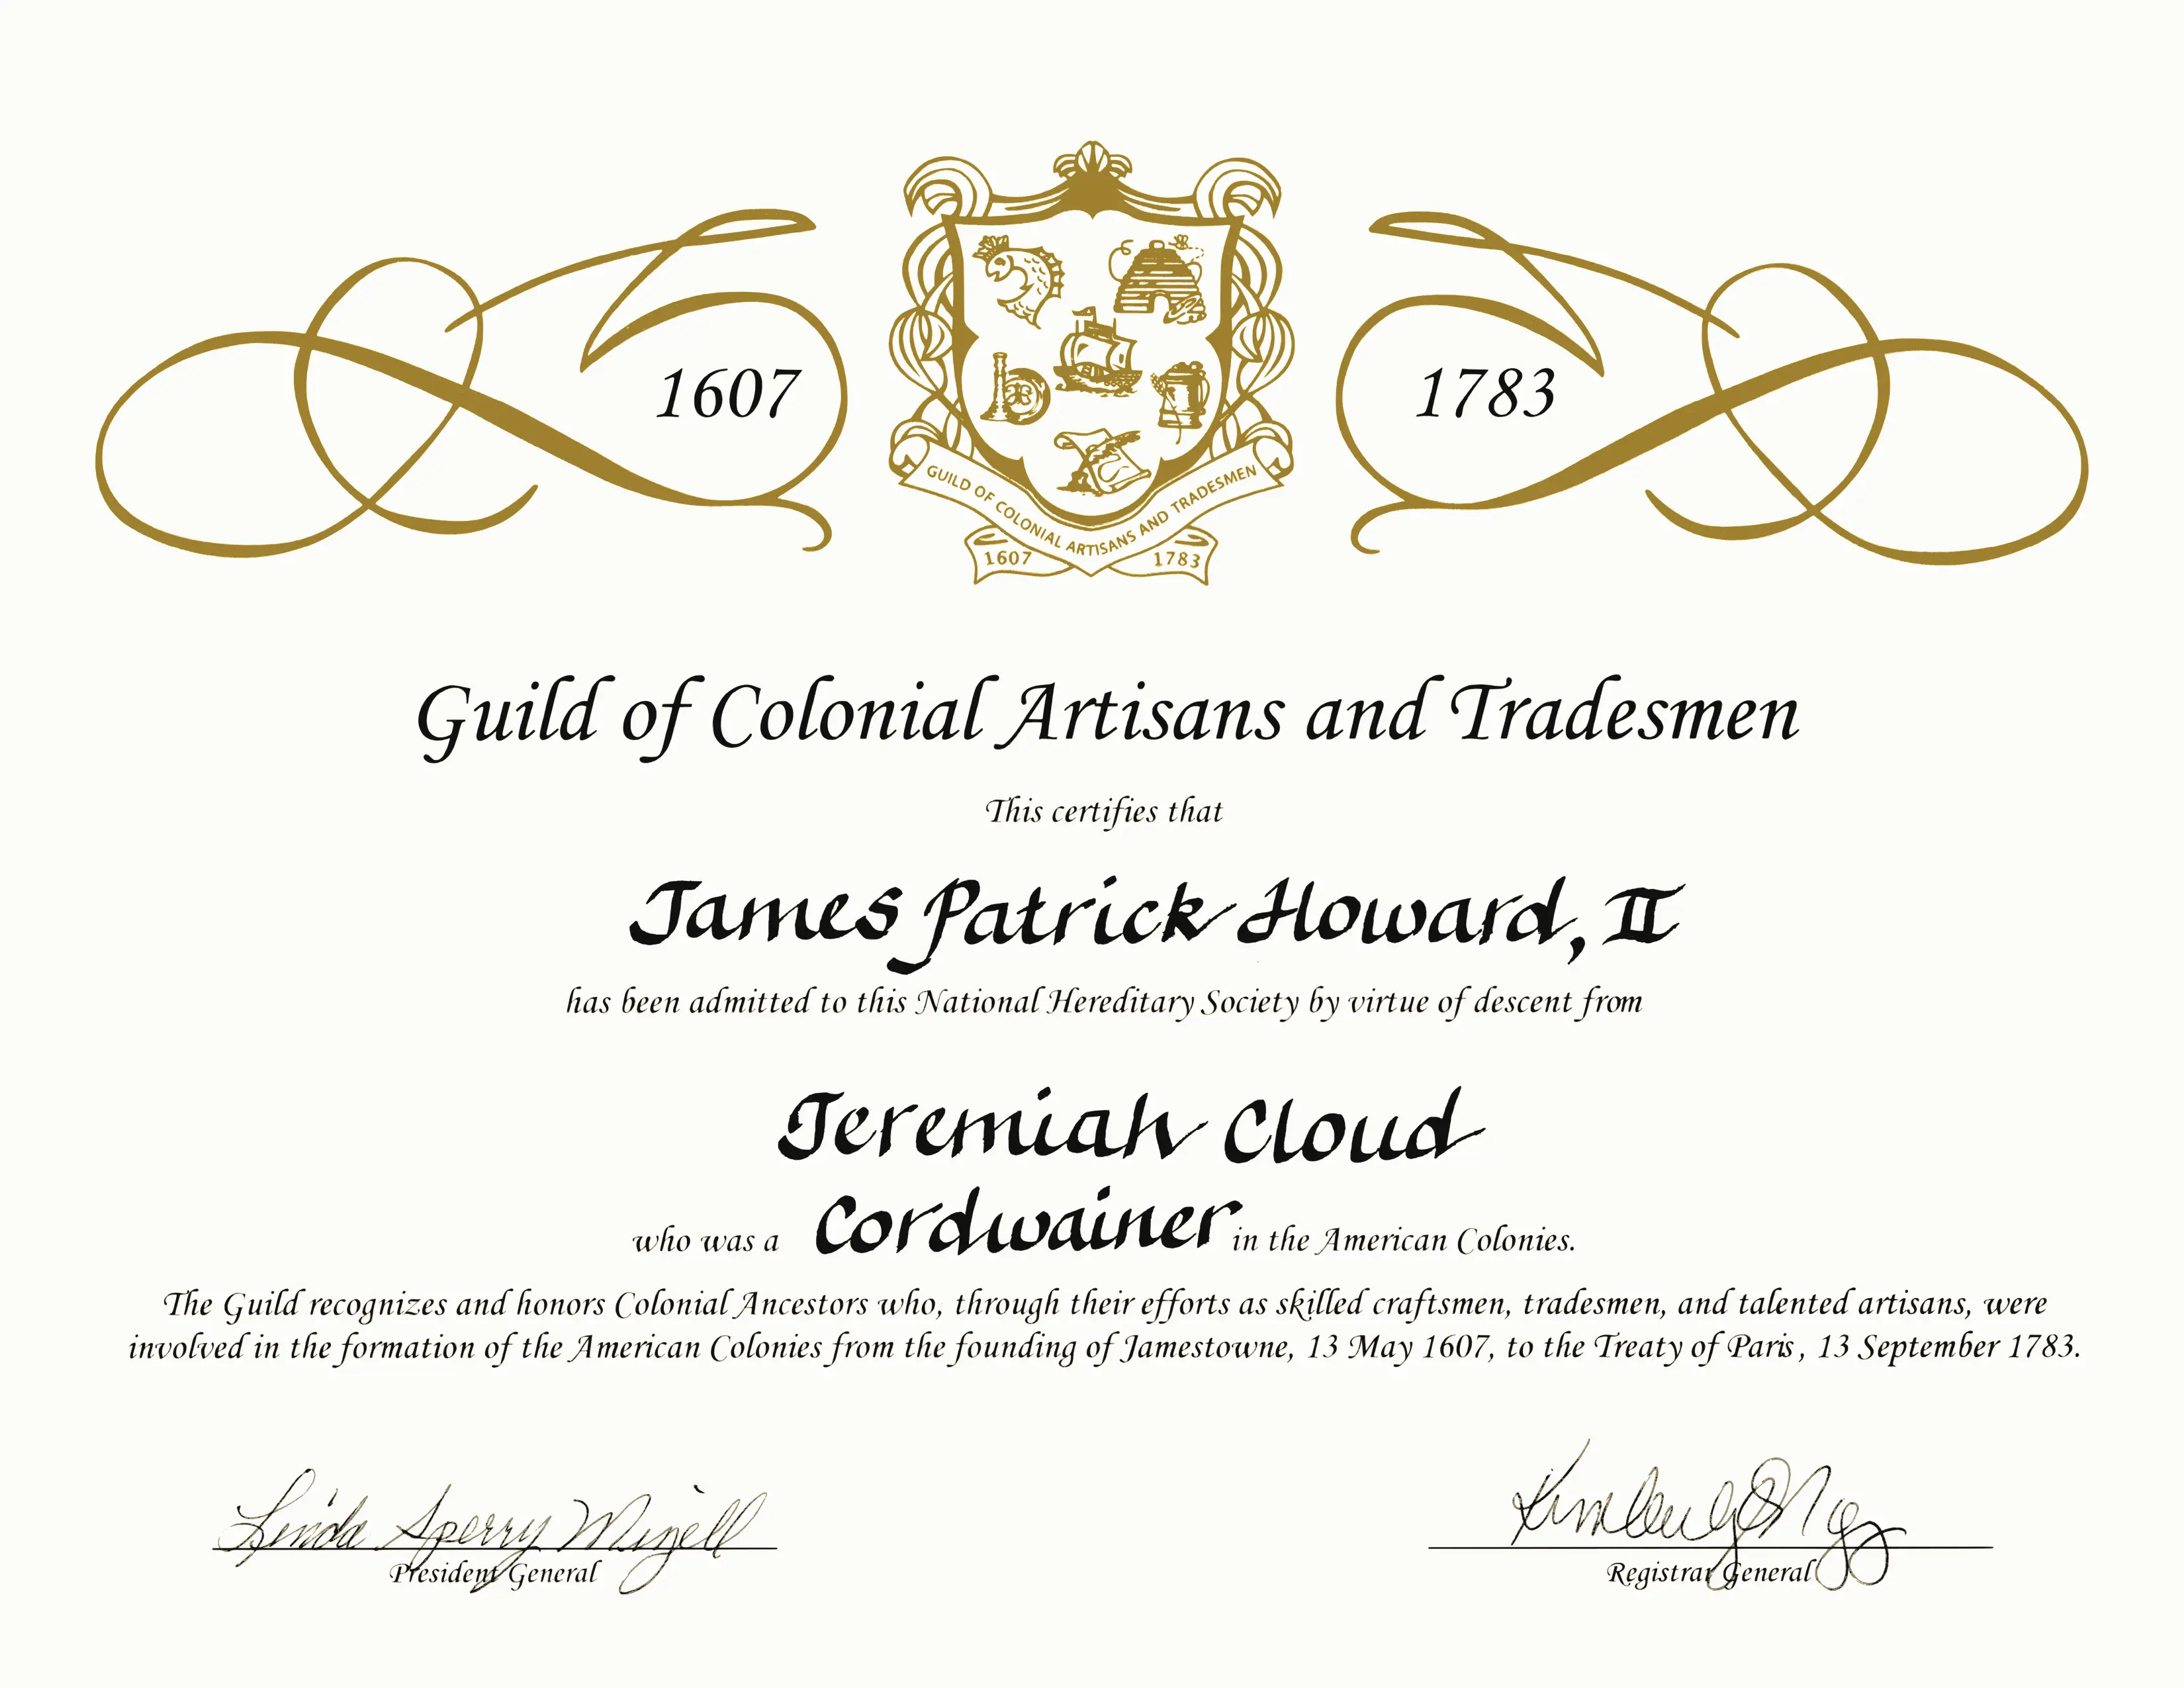 1607
1783
GUILD OF COLONIAL ARTISANS AND TRADESMEN
1607 1783
Guild of Colonial Artisans and Tradesmen
This certifies that
James Patrick Howard, II
has been admitted to this National Hereditary Society by virtue of descent from
Jeremiah Cloud
who was a Cordwainer in the American Colonies.
The Guild recognizes and honors Colonial Ancestors who, through their efforts as skilled craftsmen, tradesmen, and talented artisans, were
involved in the formation of the American Colonies from the founding of Jamestowne, 13 May 1607, to the Treaty of Paris, 13 September 1783.
Linda Sperry Mizell
President General
Kimberly
Registrar General